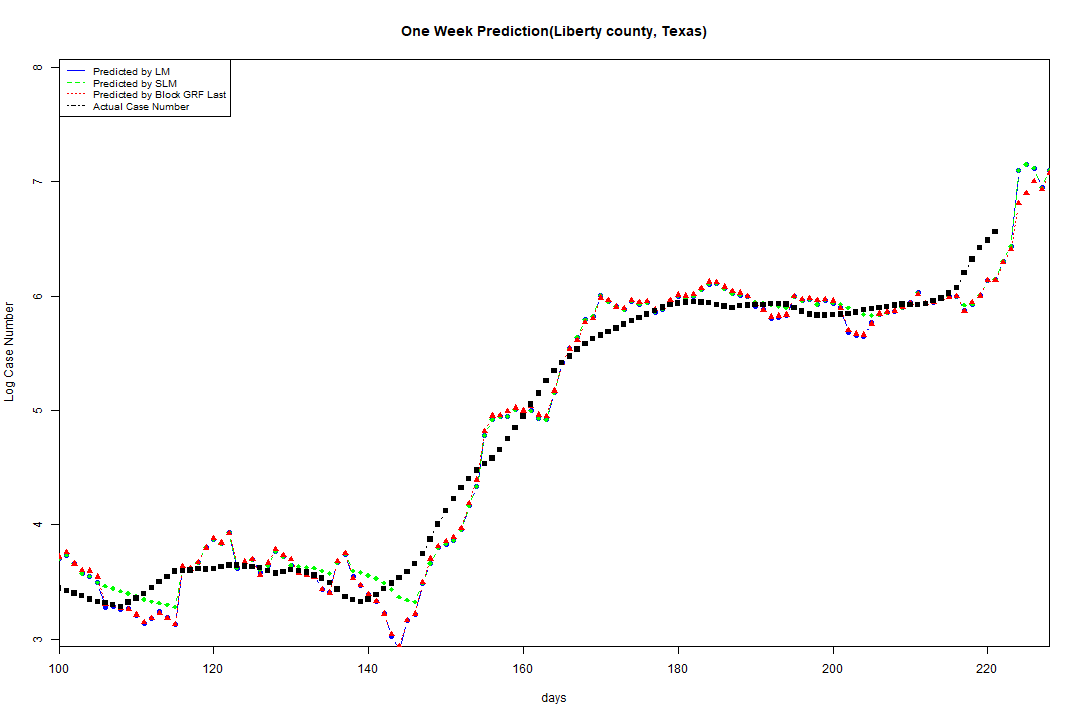 One Week Prediction(Liberty county, Texas)
Predicted by LM
Predicted by SLM
Predicted by Block GRF Last
Actual Case Number
8
7
6
5
4
3
Log Case Number
100
120
140
160
180
200
220
days